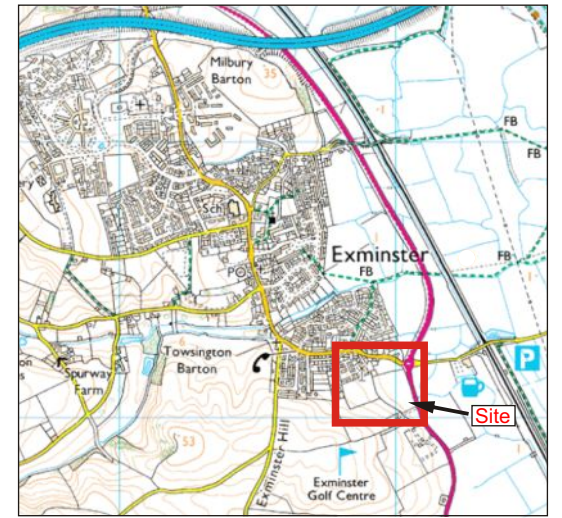 Milbury
Barton
35
FB
FB
Sch
Exminster
FB
FB
PO
Towsington
Barton
Spurway
Farm
P
Site
53
Exminster Hill
Exminster
Golf Centre